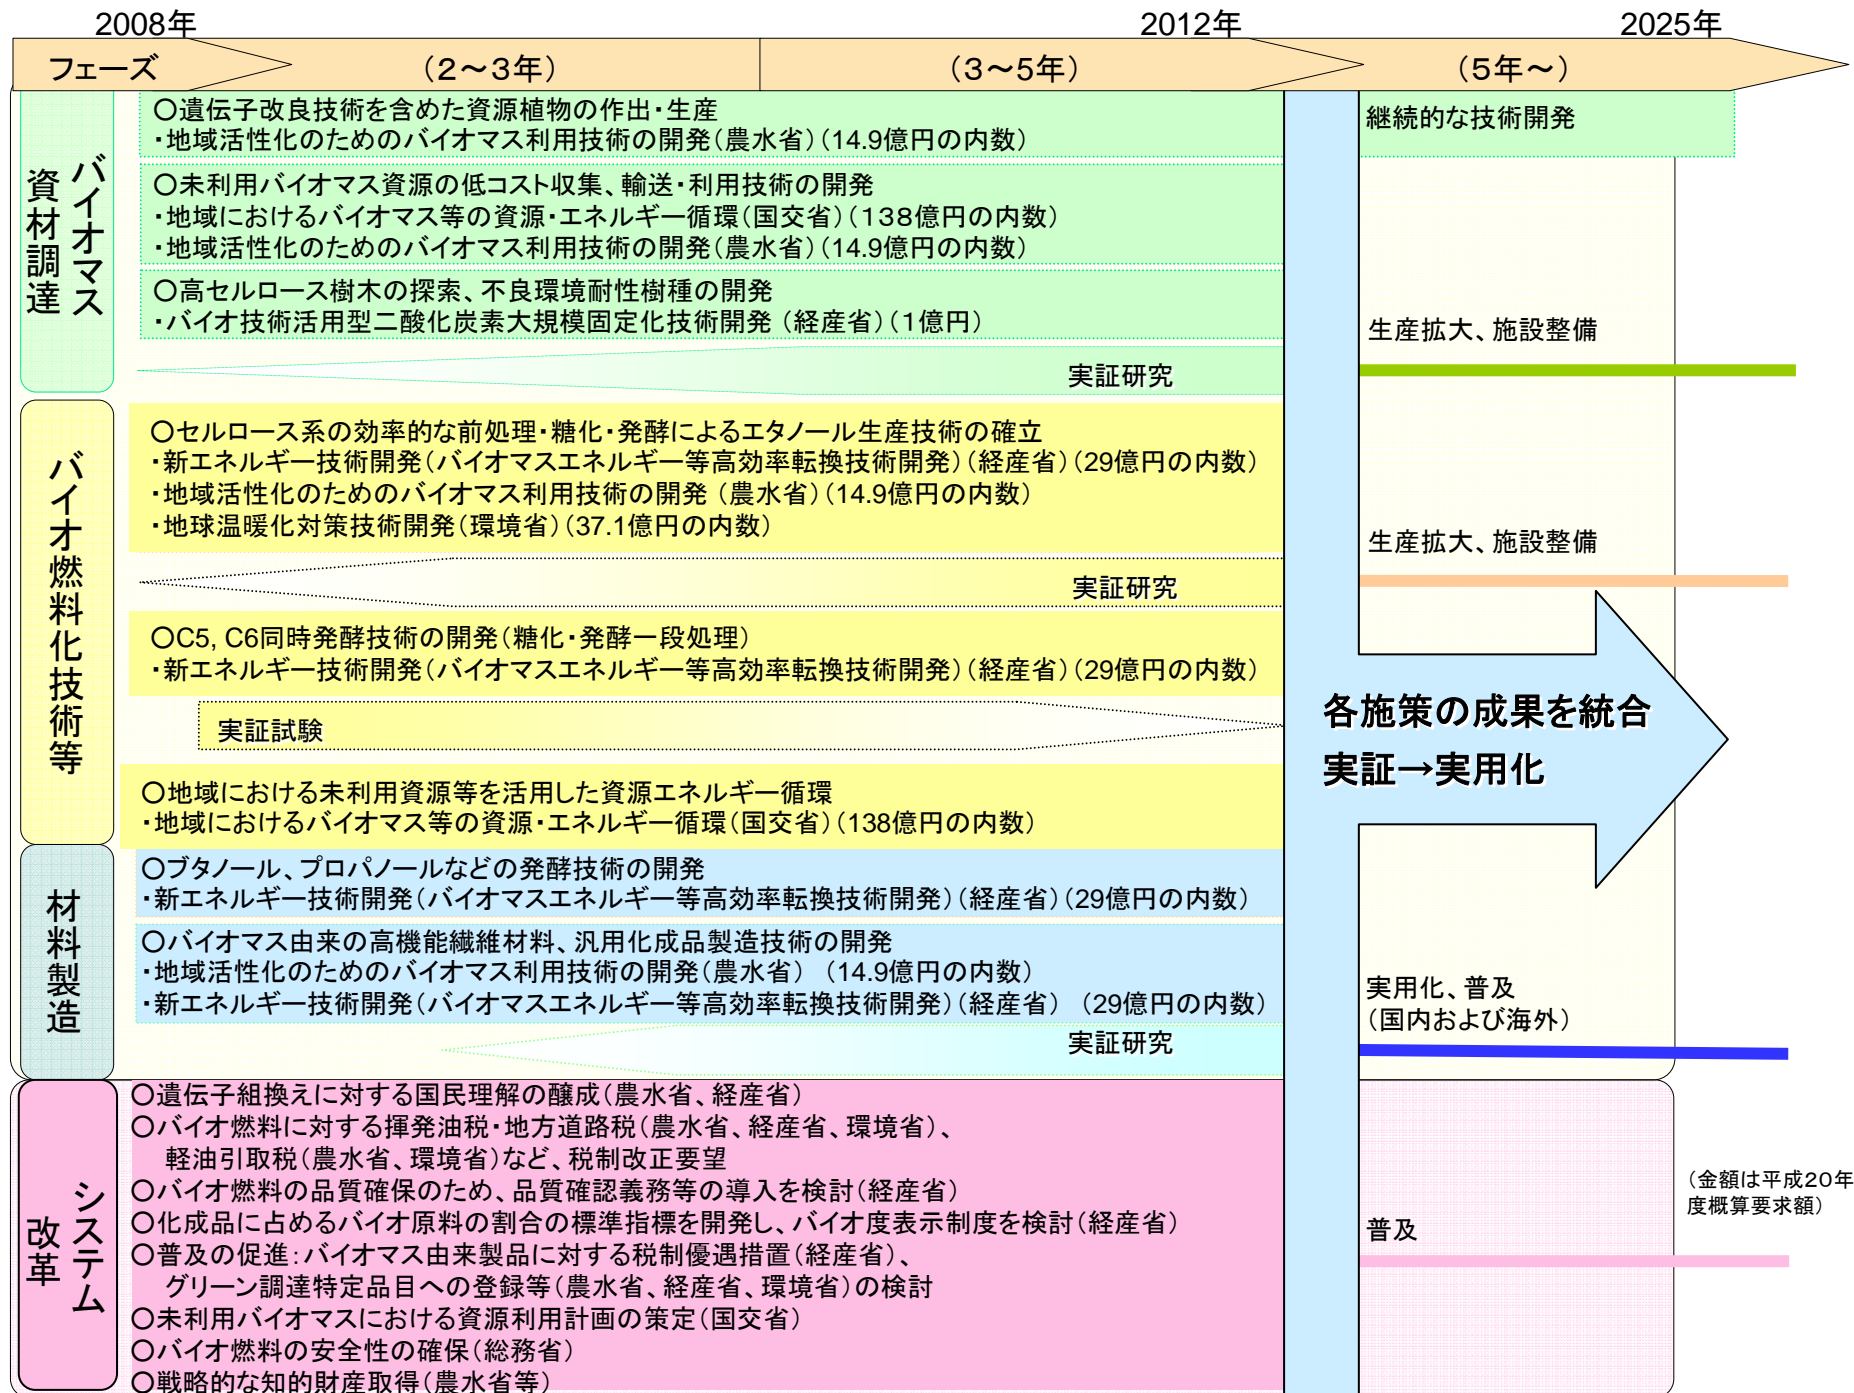 2008年
2012年
2025年
フェーズ
（２～３年）
（３～５年）
（５年～）
バイオマス
資材調達
○遺伝子改良技術を含めた資源植物の作出・生産
・地域活性化のためのバイオマス利用技術の開発（農水省）（14.9億円の内数）
○未利用バイオマス資源の低コスト収集、輸送・利用技術の開発
・地域におけるバイオマス等の資源・エネルギー循環（国交省）（138億円の内数）
・地域活性化のためのバイオマス利用技術の開発（農水省）（14.9億円の内数）
○高セルロース樹木の探索、不良環境耐性樹種の開発
・バイオ技術活用型二酸化炭素大規模固定化技術開発（経産省）（1億円）
実証研究
継続的な技術開発
生産拡大、施設整備
バイオ燃料化技術等
○セルロース系の効率的な前処理・糖化・発酵によるエタノール生産技術の確立
・新エネルギー技術開発（バイオマスエネルギー等高効率転換技術開発）（経産省）（29億円の内数）
・地域活性化のためのバイオマス利用技術の開発（農水省）（14.9億円の内数）
・地球温暖化対策技術開発（環境省）（37.1億円の内数）
実証研究
生産拡大、施設整備
○C5, C6同時発酵技術の開発（糖化・発酵一段処理）
・新エネルギー技術開発（バイオマスエネルギー等高効率転換技術開発）（経産省）（29億円の内数）
実証試験
○地域における未利用資源等を活用した資源エネルギー循環
・地域におけるバイオマス等の資源・エネルギー循環（国交省）（138億円の内数）
各施策の成果を統合
実証→実用化
材料製造
○ブタノール、プロパノールなどの発酵技術の開発
・新エネルギー技術開発（バイオマスエネルギー等高効率転換技術開発）（経産省）（29億円の内数）
○バイオマス由来の高機能繊維材料、汎用化成品製造技術の開発
・地域活性化のためのバイオマス利用技術の開発（農水省）（14.9億円の内数）
・新エネルギー技術開発（バイオマスエネルギー等高効率転換技術開発）（経産省）（29億円の内数）
実証研究
実用化、普及
（国内および海外）
システム
改革
○遺伝子組換えに対する国民理解の醸成（農水省、経産省）
○バイオ燃料に対する揮発油税・地方道路税（農水省、経産省、環境省）、
軽油引取税（農水省、環境省）など、税制改正要望
○バイオ燃料の品質確保のため、品質確認義務等の導入を検討（経産省）
○化成品に占めるバイオ原料の割合の標準指標を開発し、バイオ度表示制度を検討（経産省）
○普及の促進：バイオマス由来製品に対する税制優遇措置（経産省）、
グリーン調達特定品目への登録等（農水省、経産省、環境省）の検討
○未利用バイオマスにおける資源利用計画の策定（国交省）
○バイオ燃料の安全性の確保（総務省）
○戦略的な知的財産取得（農水省等）
普及
（金額は平成２０年
度概算要求額）